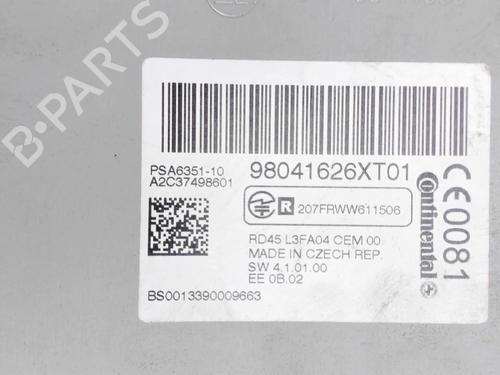 PSA6351-10
A2C37498601
98041626XT01
R 207FRWW611506
RD45 L3FA04 CEM 00
MADE IN CZECH REP.
SW 4.1.01.00
EE 0B.02
BS0013390009663
CE0081
Continental
B-PARTS